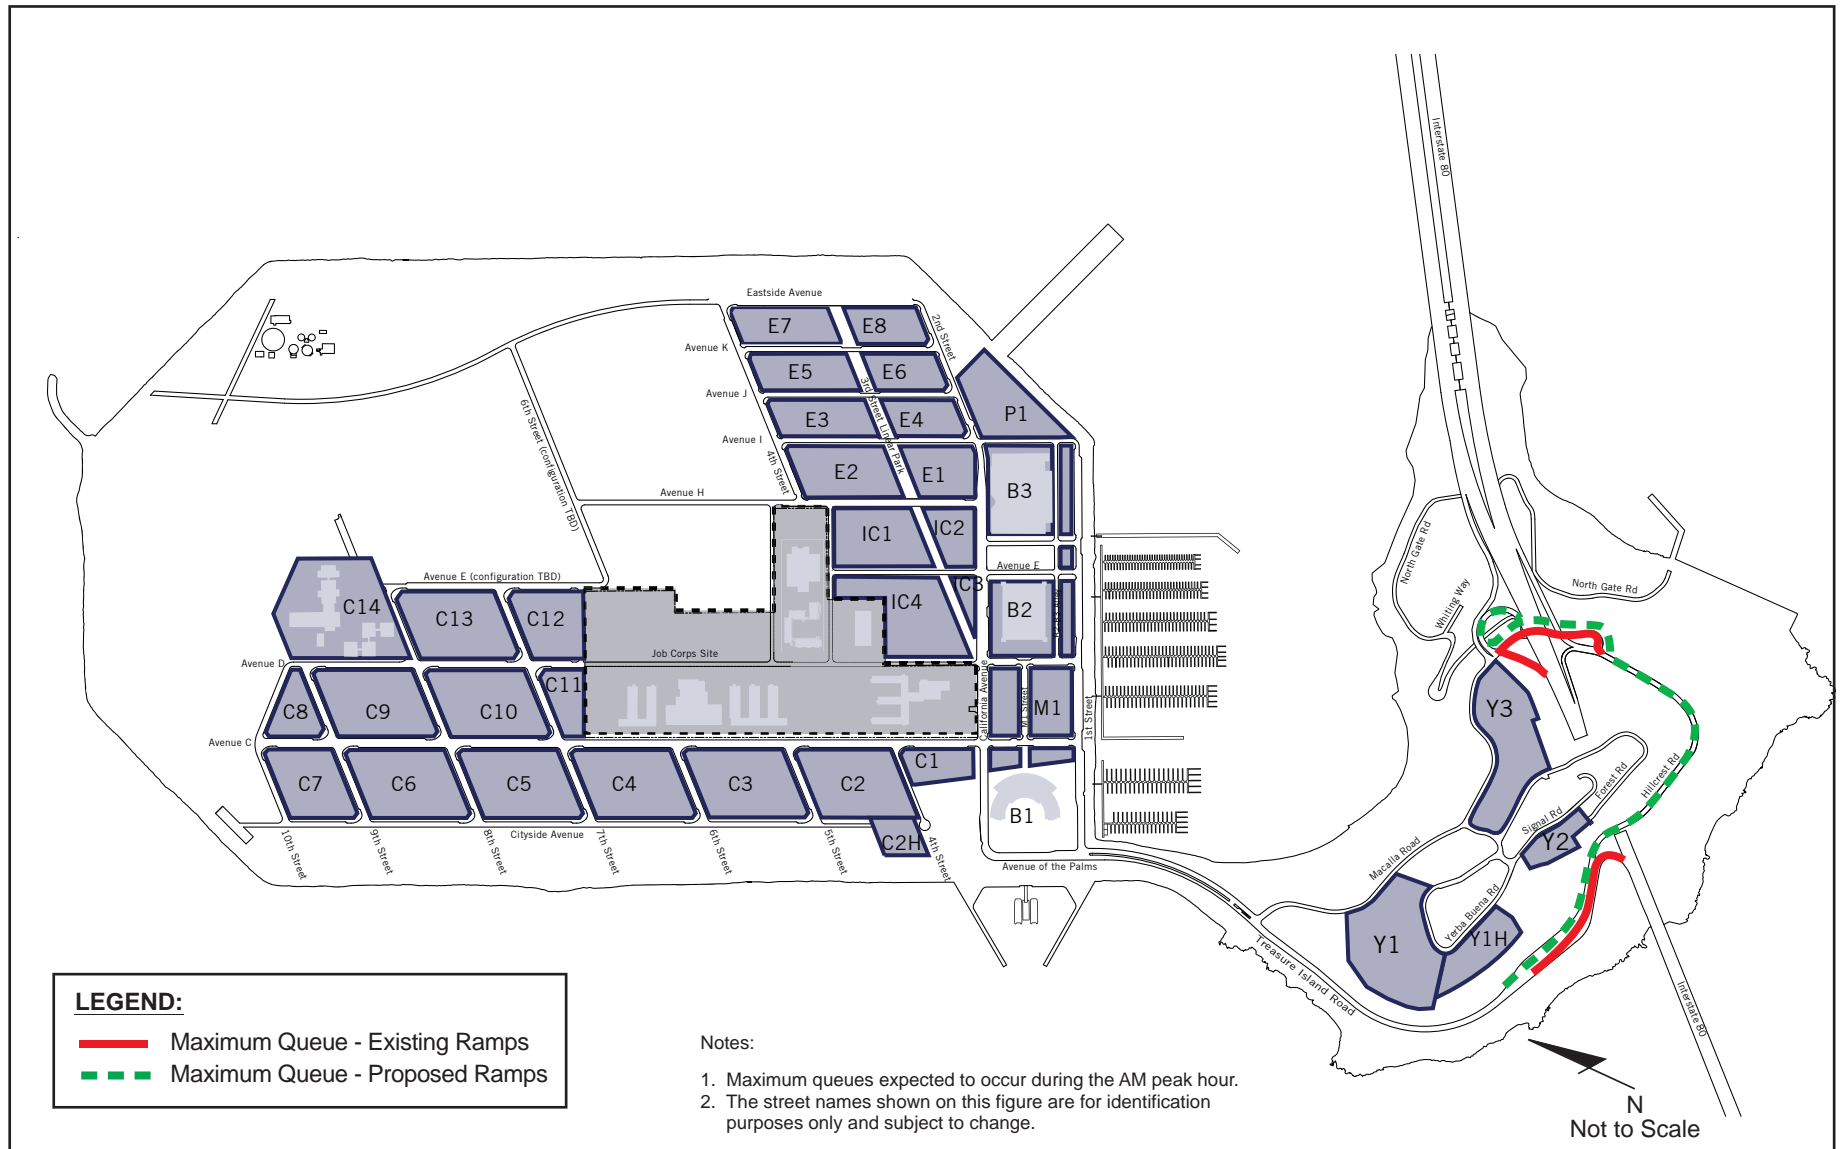 Interstate 80
Eastside Avenue
E7
E8
2nd Street
Avenue K
E5
E6
Avenue J
3rd Street Linear Park
E3
E4
P1
6th Street (configuration TBD)
Avenue I
4th Street
E2
E1
B3
Avenue H
IC1
IC2
North Gate Rd
North Gate Rd
Avenue E
Avenue E (configuration TBD)
IC3
Whiting Way
C14
C13
C12
IC4
B2
Job Corps Site
Avenue D
C11
C8
C9
C10
California Avenue
M1 Street
M1
1st Street
Y3
Avenue C
C7
C6
C5
C4
C3
C2
C1
B1
Forest Rd
Hillcrest Rd
Signal Rd
Y2
Macalla Road
Cityside Avenue
C2H
10th Street
9th Street
8th Street
7th Street
6th Street
5th Street
4th Street
Avenue of the Palms
Yerba Buena Rd
Y1
Y1H
Treasure Island Road
Interstate 80
LEGEND:
Maximum Queue - Existing Ramps
Maximum Queue - Proposed Ramps
Notes:
1. Maximum queues expected to occur during the AM peak hour.
2. The street names shown on this figure are for identification
purposes only and subject to change.
N
Not to Scale